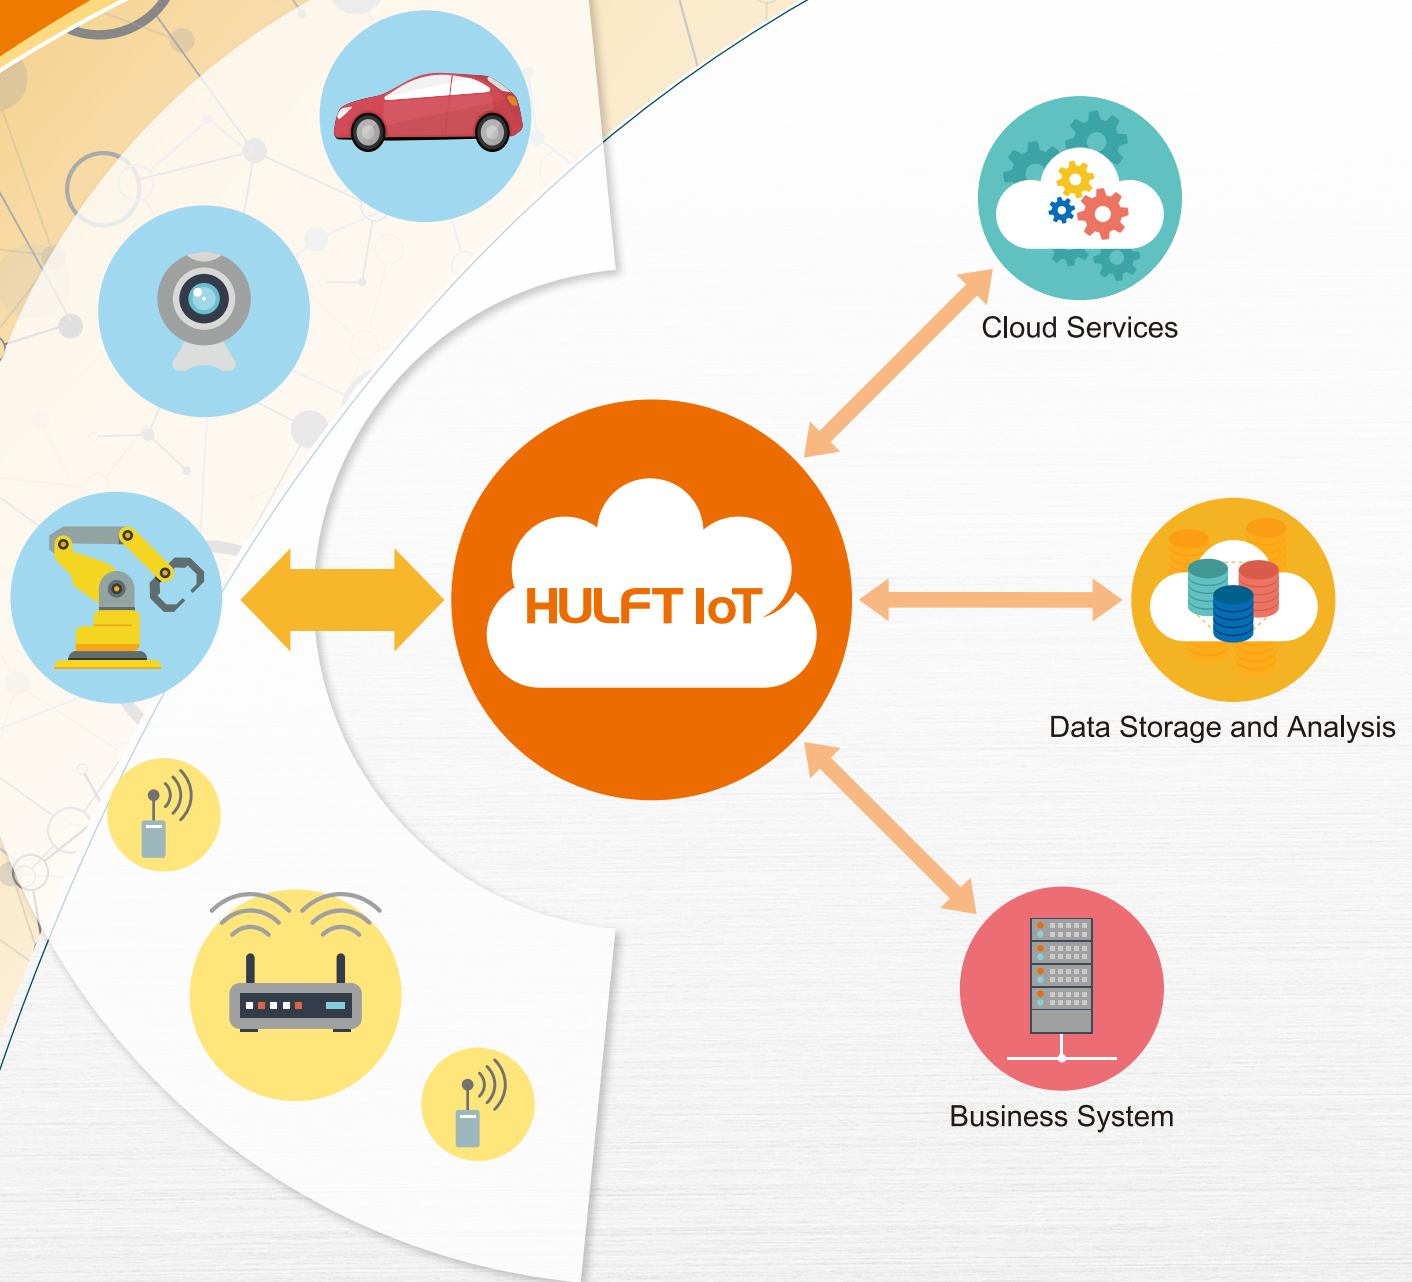 Cloud Services
HULFT IoT
Data Storage and Analysis
Business System